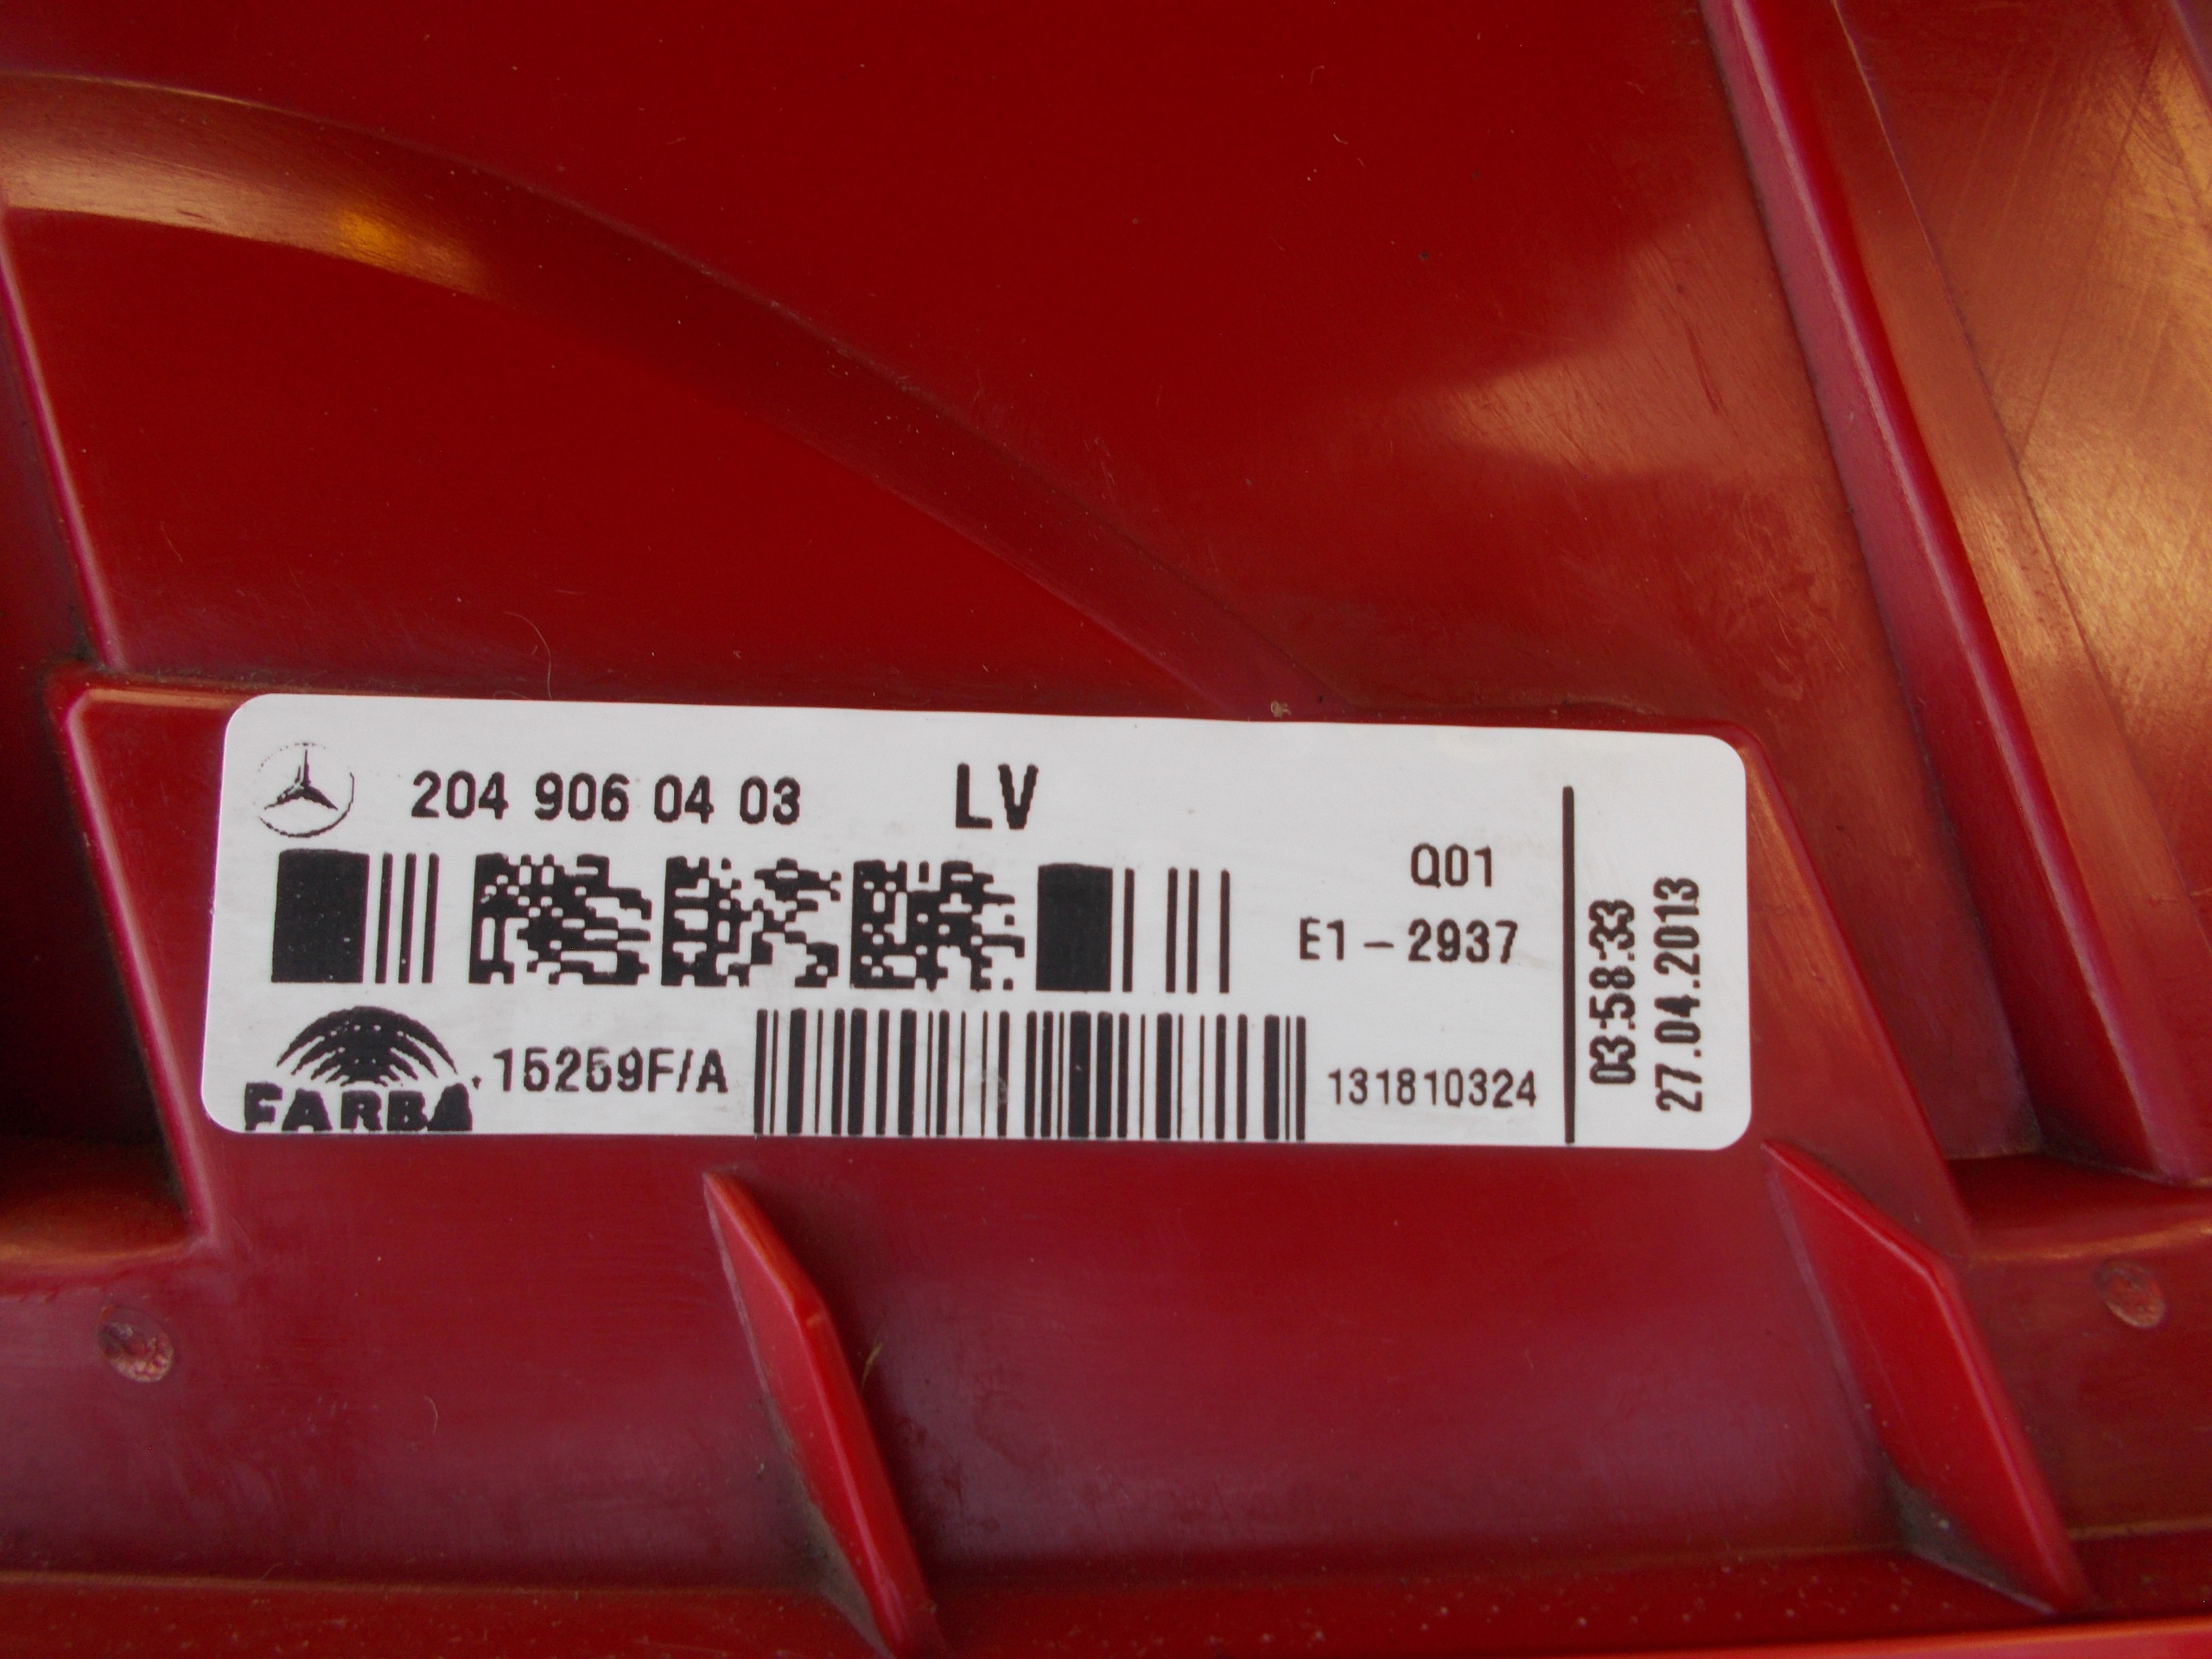 204 906 04 03 LV
Q01
E1-2937
FARBA 15259F/A
131810324
03:58:33
27.04.2013